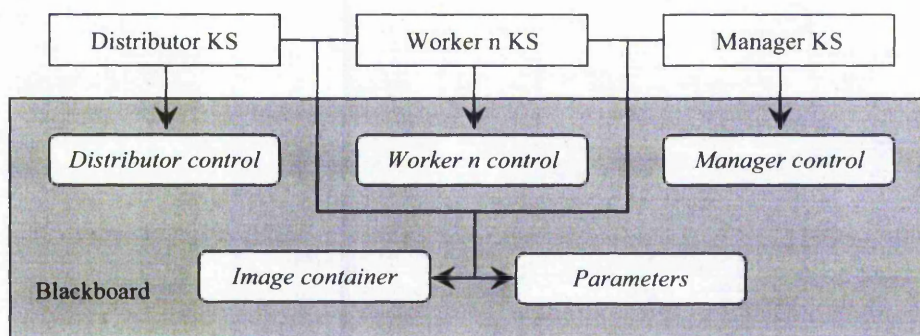 Distributor KS
Worker n KS
Manager KS
Distributor control
Worker n control
Manager control
Image container
Parameters
Blackboard